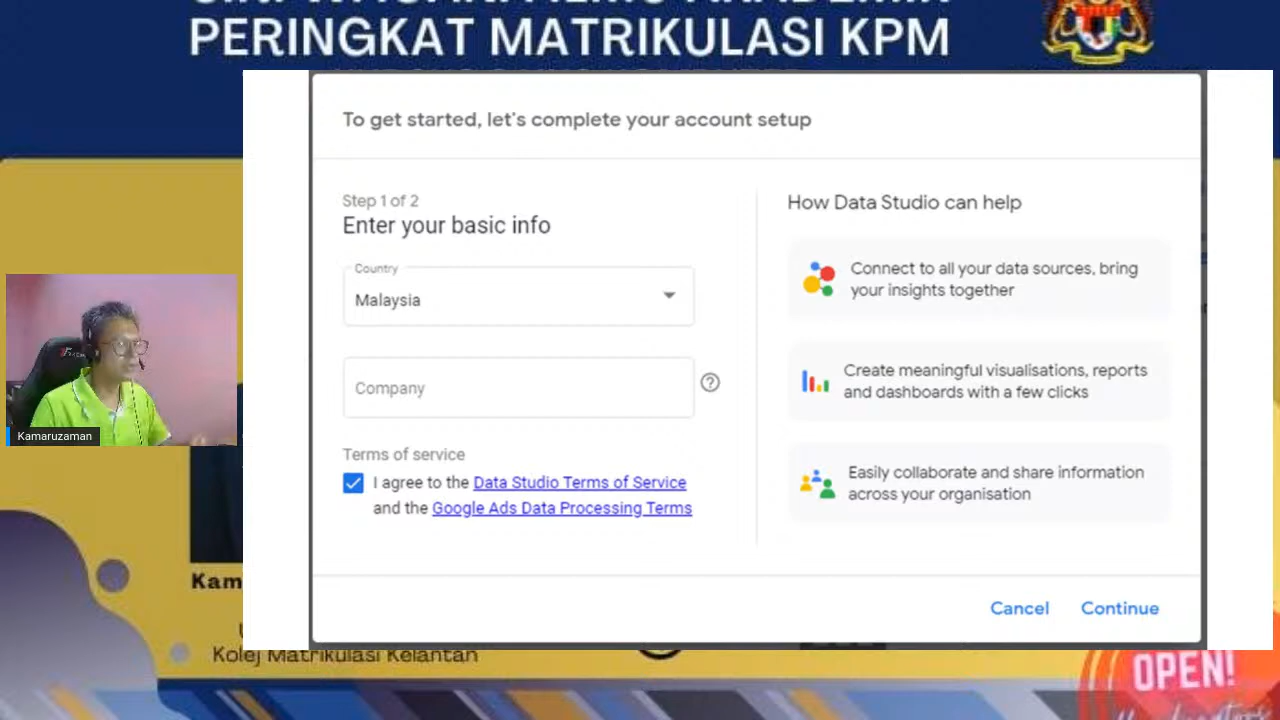 PERINGKAT MATRIKULASI KPM
To get started, let's complete your account setup
Step 1 of 2
Enter your basic info
Country
Malaysia
Company
Terms of service
I agree to the Data Studio Terms of Service
and the Google Ads Data Processing Terms
How Data Studio can help
Connect to all your data sources, bring
your insights together
Create meaningful visualisations, reports
and dashboards with a few clicks
Easily collaborate and share information
across your organisation
Cancel
Continue
Kamaruzaman
Kam
Kolej Matrikulasi Kelantan
OPEN!